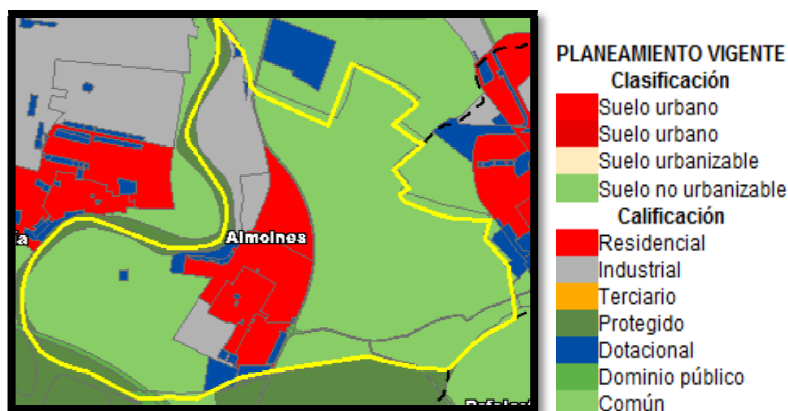 Almoines
PLANEAMIENTO VIGENTE
Clasificación
Suelo urbano
Suelo urbano
Suelo urbanizable
Suelo no urbanizable
Calificación
Residencial
Industrial
Terciario
Protegido
Dotacional
Dominio público
Común